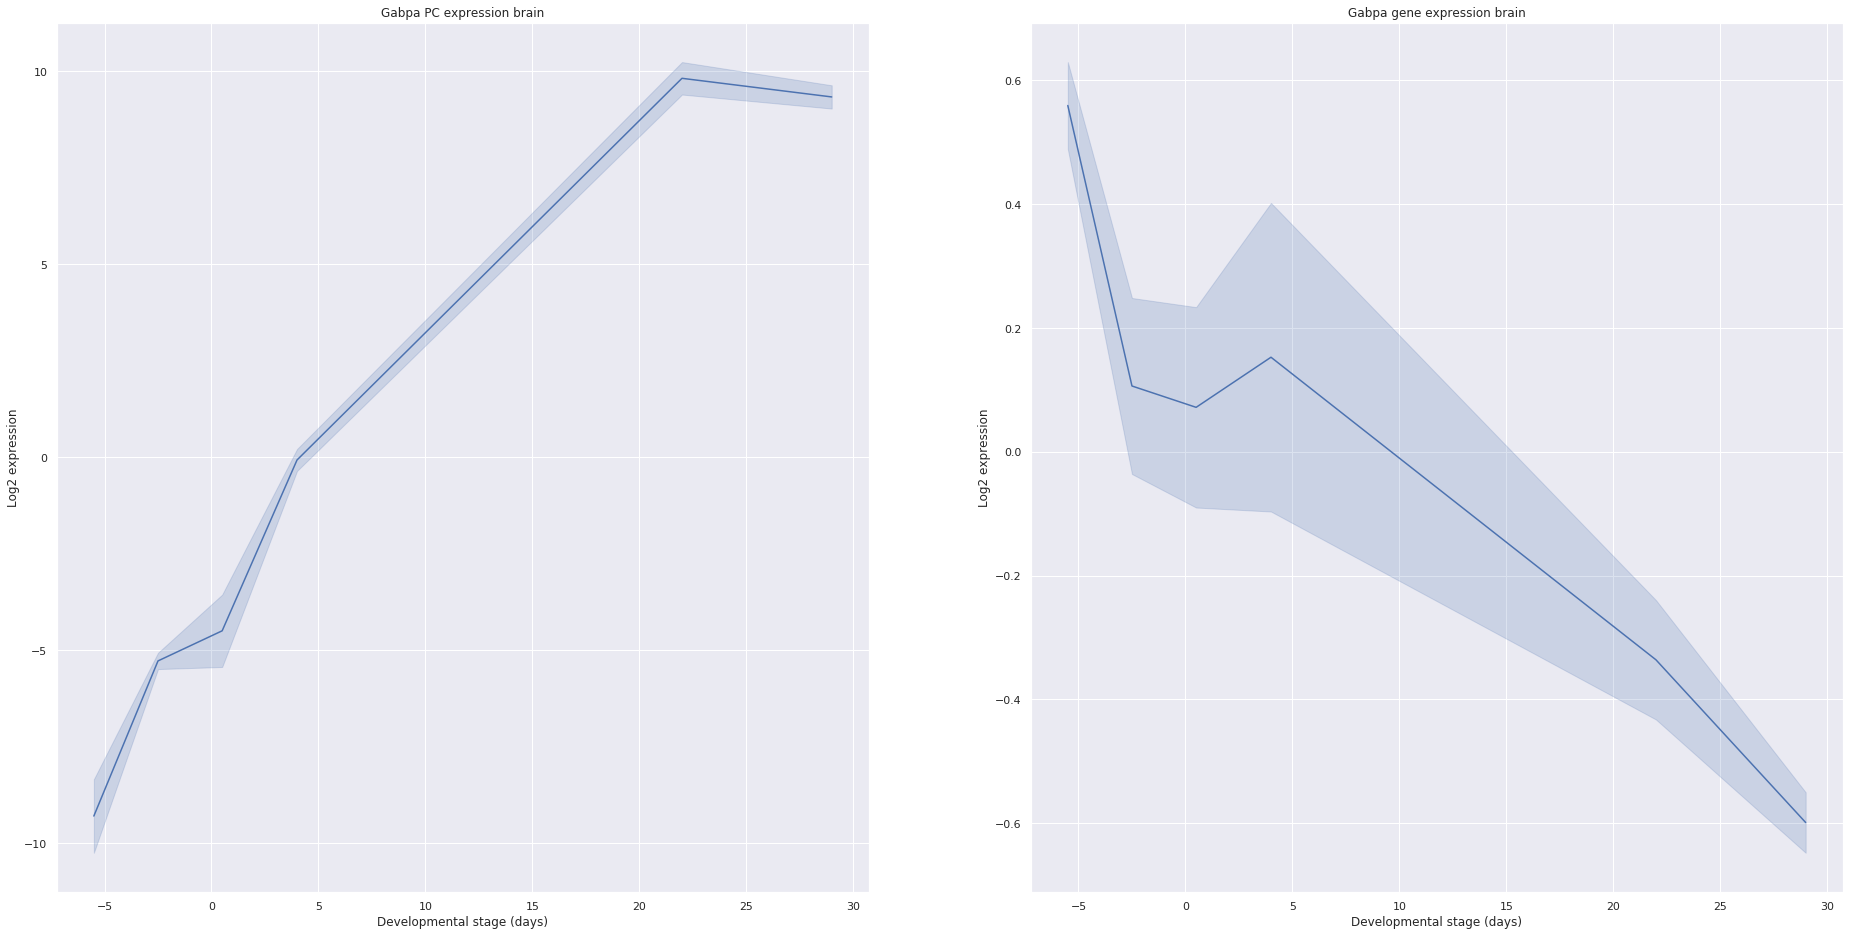 Gabpa PC expression brain
Log2 expression
10
5
0
−5
−10
−5 0 5 10 15 20 25 30
Developmental stage (days)
Gabpa gene expression brain
Log2 expression
0.6
0.4
0.2
0.0
−0.2
−0.4
−0.6
−5 0 5 10 15 20 25 30
Developmental stage (days)